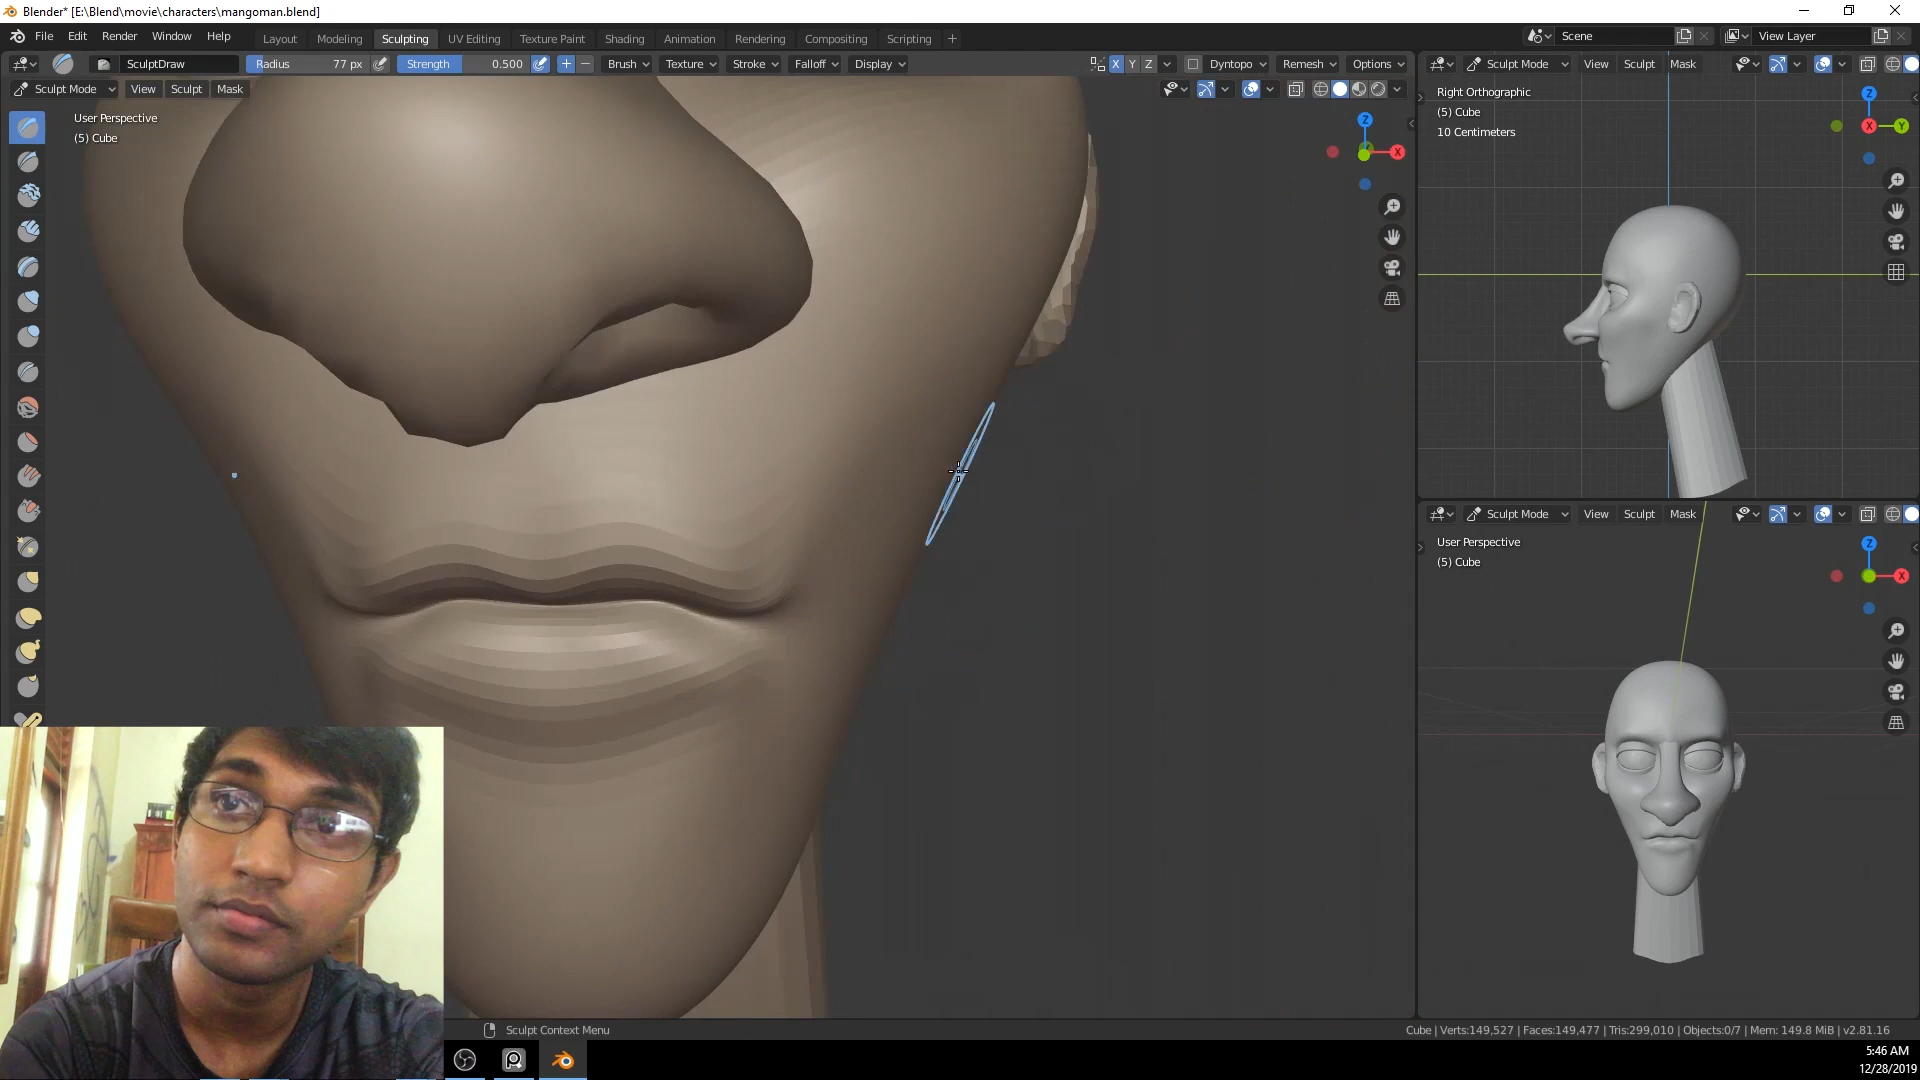 Blender* [E:\Blend\movie\characters\mangoman.blend]
File Edit Render Window Help
Layout Modeling Sculpting UV Editing Texture Paint Shading Animation Rendering Compositing Scripting +
Scene
View Layer
SculptDraw
Radius 77 px
Strength 0.500
Brush Texture Stroke Falloff Display
X Y Z
Dyntopo Remesh Options
Sculpt Mode View Sculpt Mask
User Perspective
(5) Cube
Z
X
Sculpt Mode View Sculpt Mask
Right Orthographic
(5) Cube
10 Centimeters
Z
X Y
Sculpt Mode View Sculpt Mask
User Perspective
(5) Cube
Z
X
Sculpt Context Menu
Cube | Verts:149,527 | Faces:149,477 | Tris:299,010 | Objects:0/7 | Mem: 149.8 MiB | v2.81.16
5:46 AM
12/28/2019